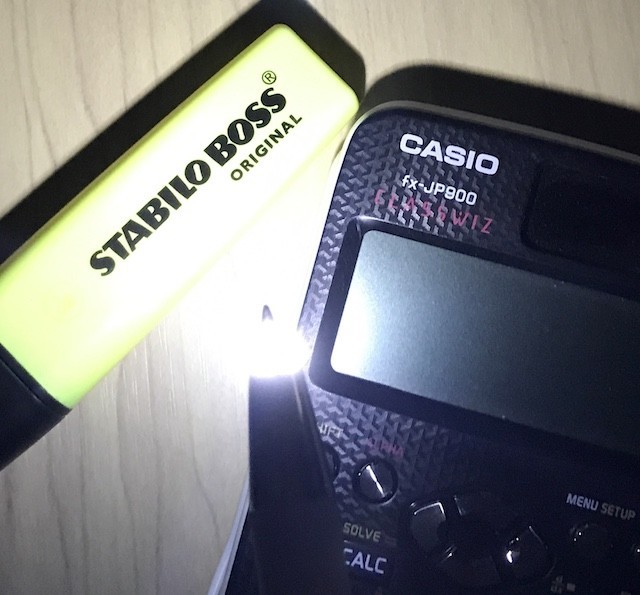 STABILO BOSS®
ORIGINAL
CASIO
fx-JP900
CLASSWIZ
MENU SETUP
SOLVE
CALC